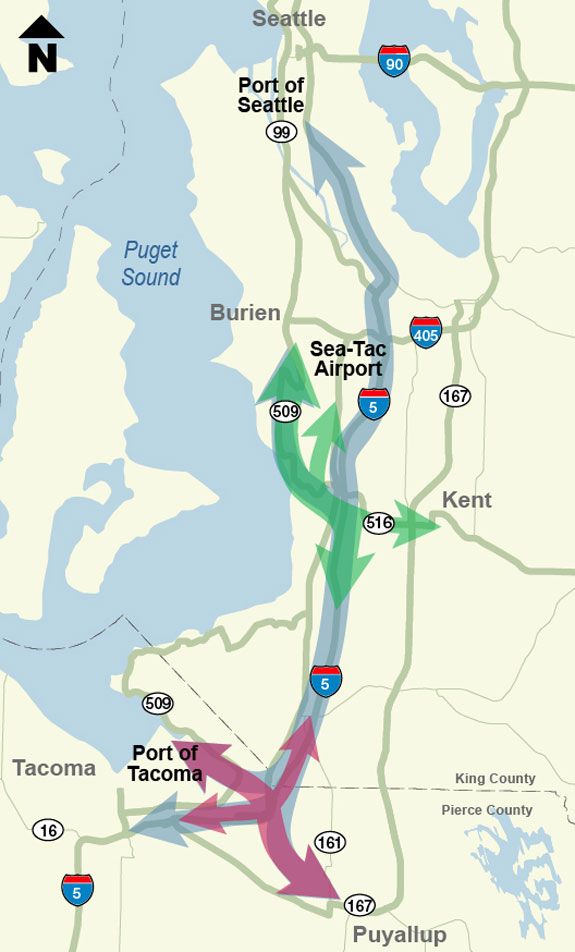 Seattle
N
90
Port of
Seattle
99
Puget
Sound
Burien
405
Sea-Tac
Airport
5
167
509
Kent
516
5
509
Port of
Tacoma
Tacoma
King County
Pierce County
16
161
5
167
Puyallup